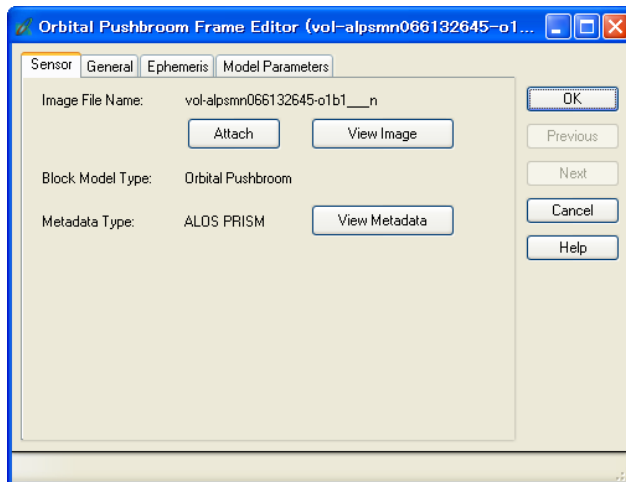 Orbital Pushbroom Frame Editor (vol-alpsmn066132645-o1...
Sensor General Ephemeris Model Parameters
Image File Name: vol-alpsmn066132645-o1b1___n
OK
Attach View Image
Previous
Block Model Type: Orbital Pushbroom
Next
Metadata Type: ALOS PRISM View Metadata
Cancel
Help